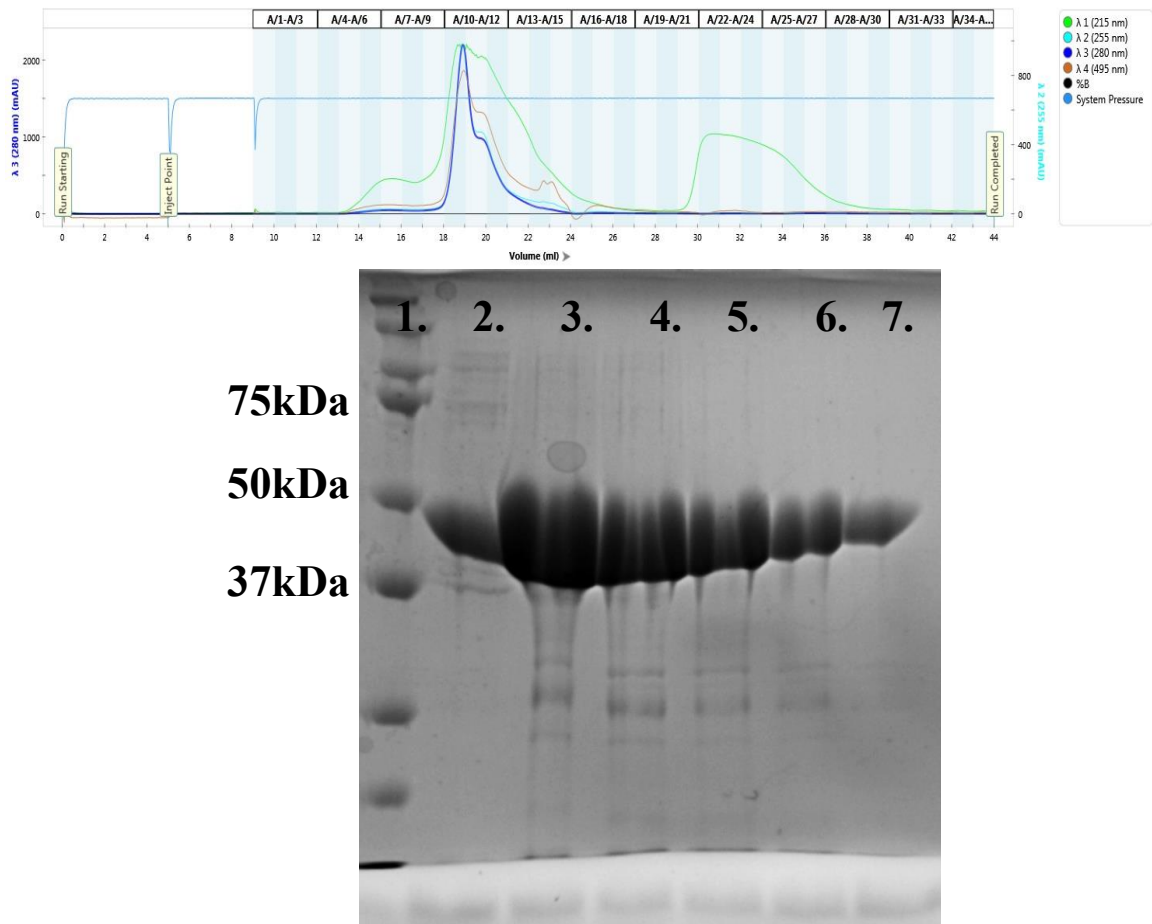 A/1-A/3 A/4-A/6 A/7-A/9 A/10-A/12 A/13-A/15 A/16-A/18 A/19-A/21 A/22-A/24 A/25-A/27 A/28-A/30 A/31-A/33 A/34-A...
λ 1 (215 nm)
λ 2 (255 nm)
λ 3 (280 nm)
λ 4 (495 nm)
%B
System Pressure
λ 3 (280 nm) (mAU)
2000
1000
0
Run Starting
Inject Point
Run Completed
800
400
0
λ 2 (255 nm) (mAU)
0 2 4 6 8 10 12 14 16 18 20 22 24 26 28 30 32 34 36 38 40 42 44
Volume (ml)
1. 2. 3. 4. 5. 6. 7.
75kDa
50kDa
37kDa